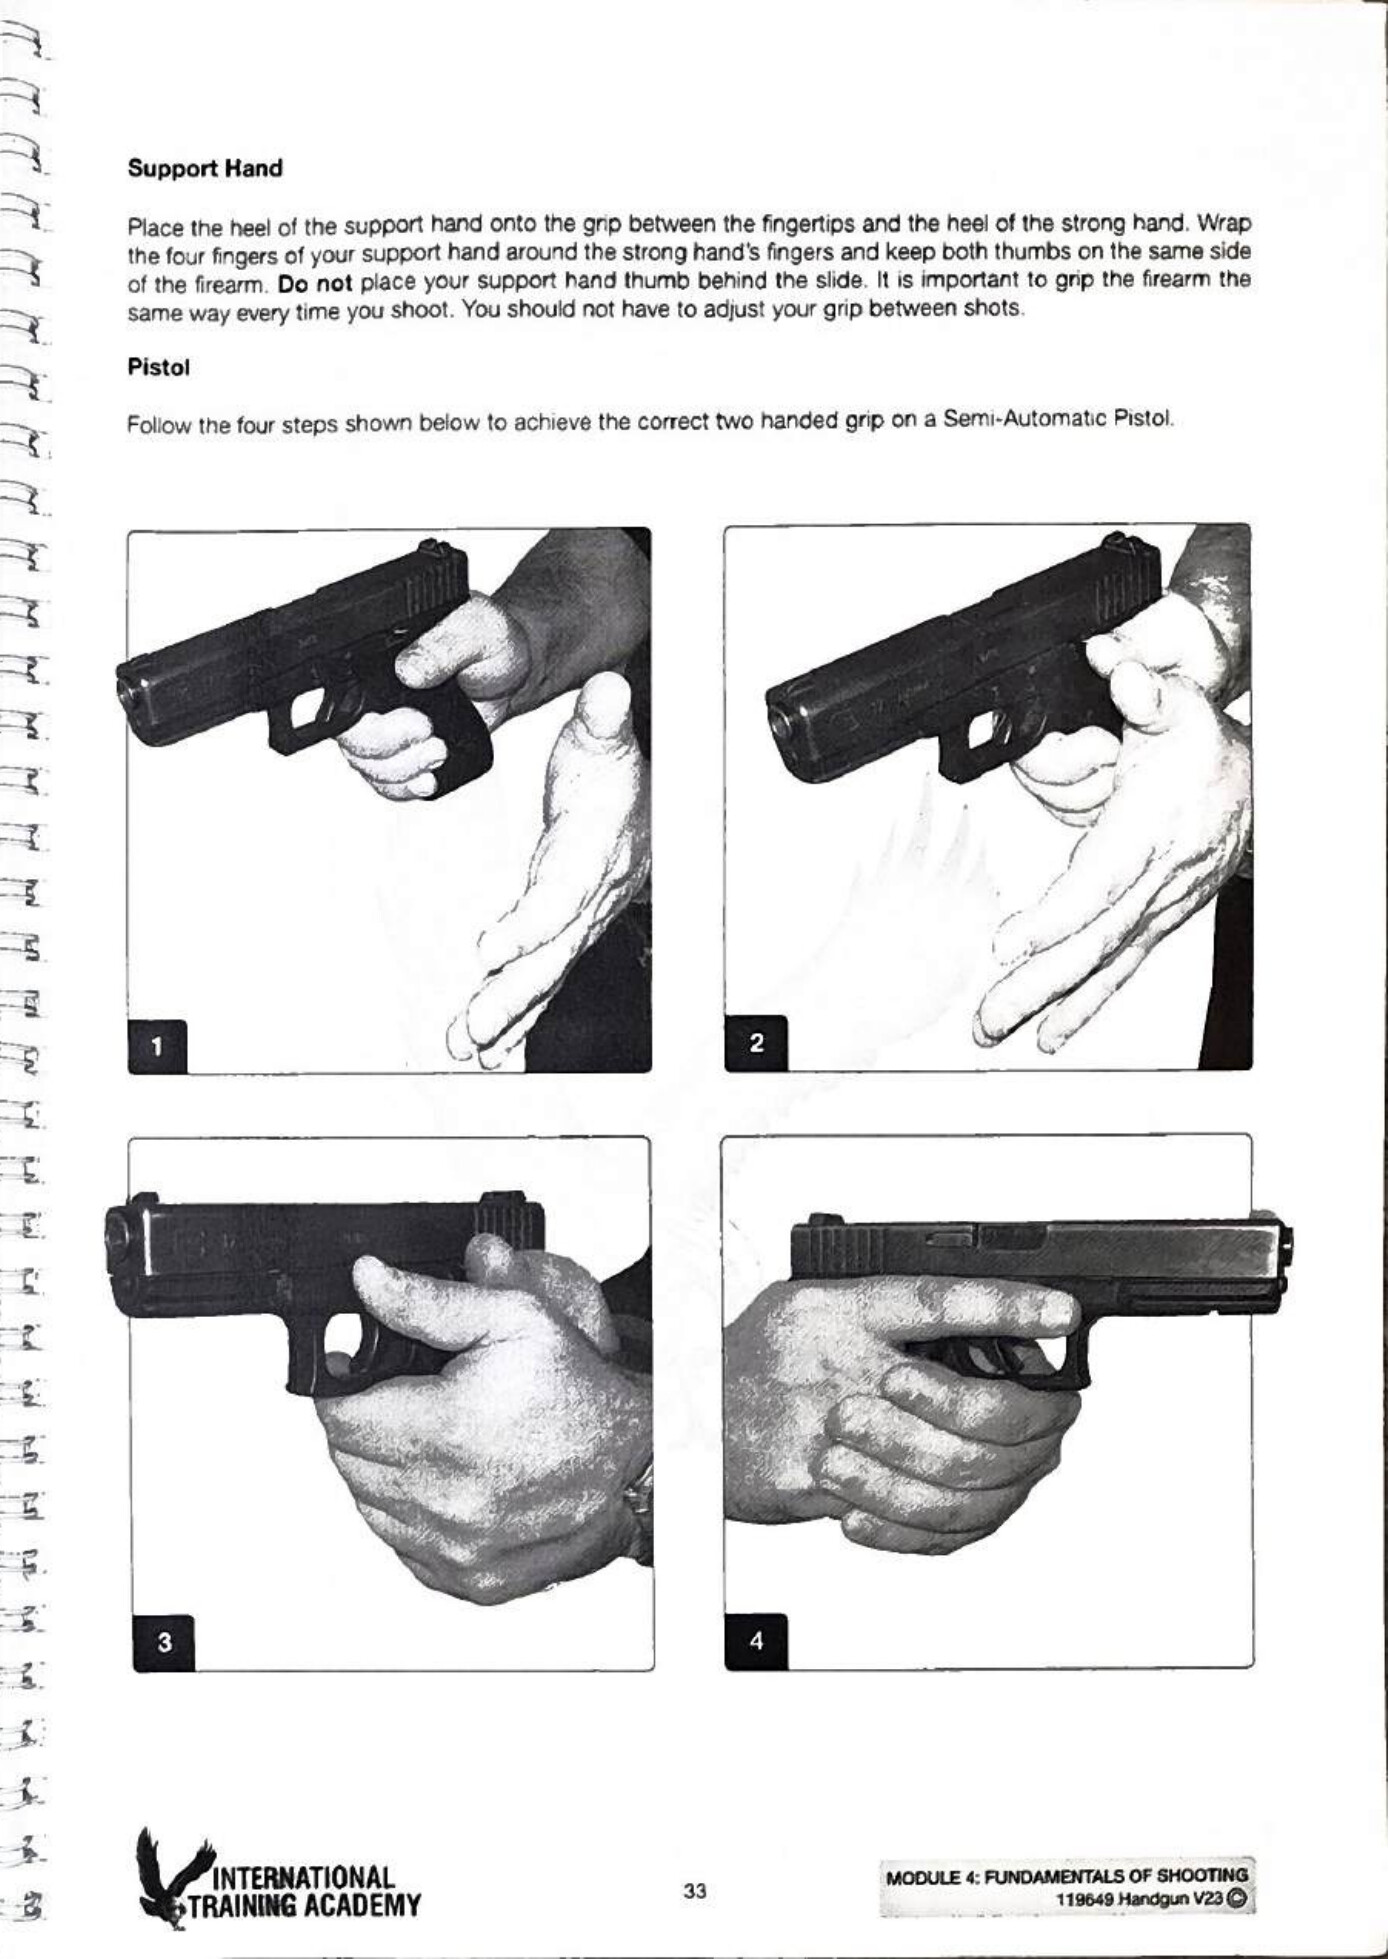 Support Hand
Place the heel of the support hand onto the grip between the fingertips and the heel of the strong hand. Wrap
the four fingers of your support hand around the strong hand's fingers and keep both thumbs on the same side
of the firearm. Do not place your support hand thumb behind the slide. It is important to grip the firearm the
same way every time you shoot. You should not have to adjust your grip between shots.
Pistol
Follow the four steps shown below to achieve the correct two handed grip on a Semi-Automatic Pistol.
1
2
3
4
INTERNATIONAL
TRAINING ACADEMY
33
MODULE 4: FUNDAMENTALS OF SHOOTING
119649 Handgun V23 ©